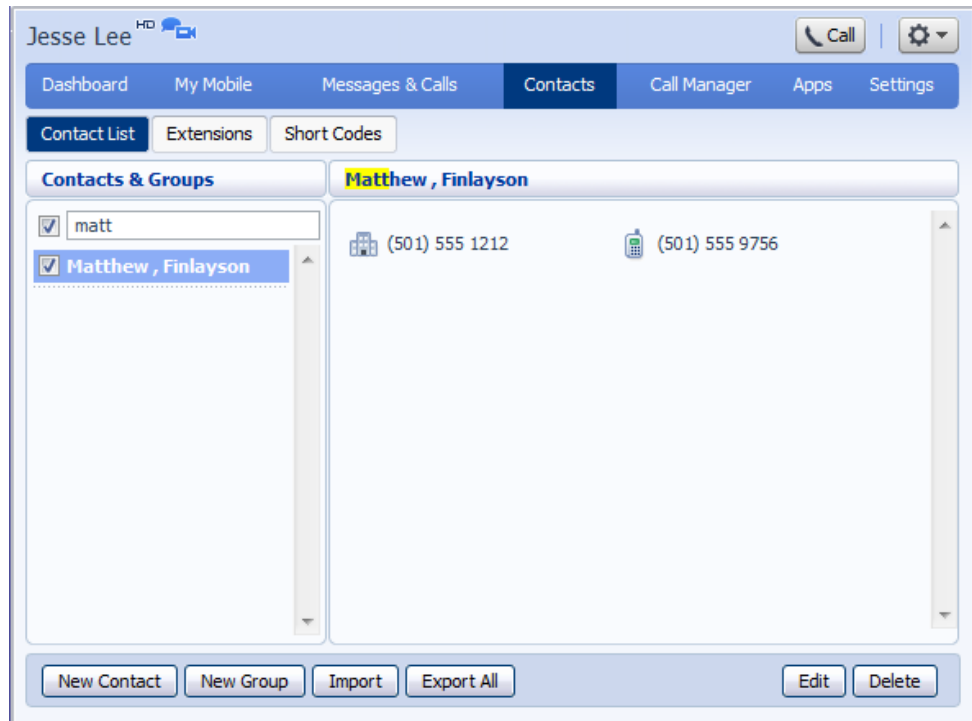 Jesse Lee HD
Call
Dashboard My Mobile Messages & Calls Contacts Call Manager Apps Settings
Contact List Extensions Short Codes
Contacts & Groups
matt
Matthew , Finlayson
Matthew , Finlayson
(501) 555 1212 (501) 555 9756
New Contact New Group Import Export All Edit Delete